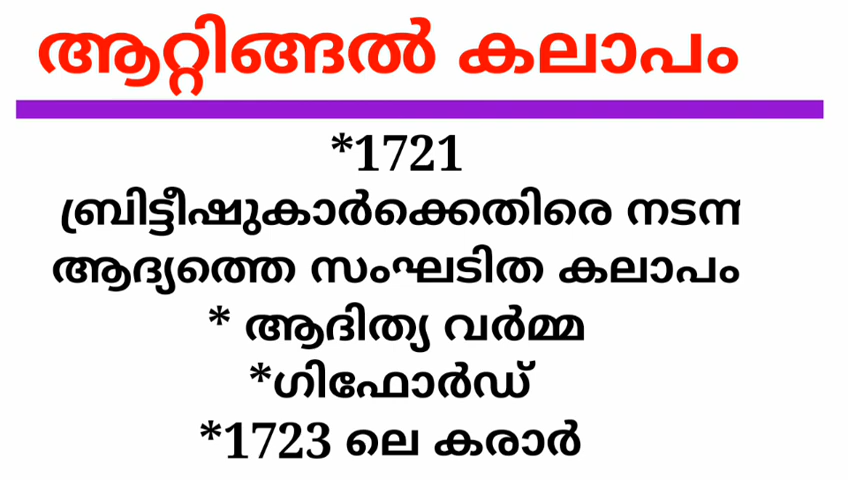 ആറ്റിങ്ങൽ കലാപം
*1721
ബ്രിട്ടീഷുകാർക്കെതിരെ നടന്ന
ആദ്യത്തെ സംഘടിത കലാപം
* ആദിത്യ വർമ്മ
*ഗിഫോർഡ്
*1723 ലെ കരാർ